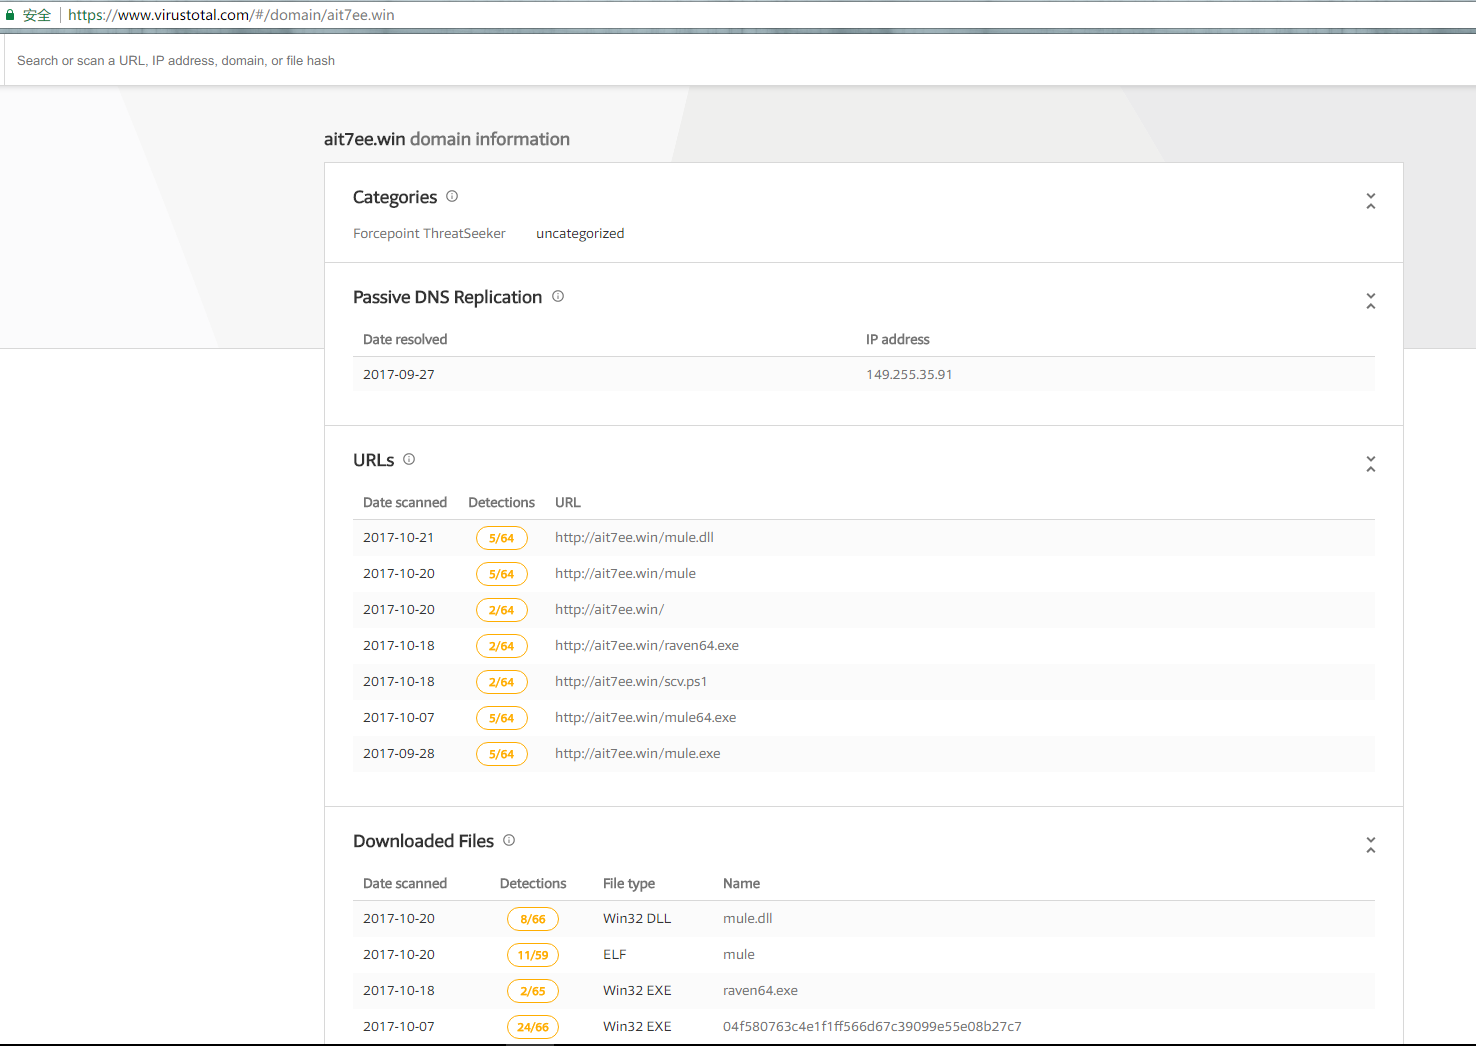 安全 https://www.virustotal.com/#/domain/ait7ee.win
Search or scan a URL, IP address, domain, or file hash
ait7ee.win domain information
Categories
Forcepoint ThreatSeeker uncategorized
Passive DNS Replication
Date resolved IP address
2017-09-27 149.255.35.91
URLs
Date scanned Detections URL
2017-10-21 5/64 http://ait7ee.win/mule.dll
2017-10-20 5/64 http://ait7ee.win/mule
2017-10-20 2/64 http://ait7ee.win/
2017-10-18 2/64 http://ait7ee.win/raven64.exe
2017-10-18 2/64 http://ait7ee.win/scv.ps1
2017-10-07 5/64 http://ait7ee.win/mule64.exe
2017-09-28 5/64 http://ait7ee.win/mule.exe
Downloaded Files
Date scanned Detections File type Name
2017-10-20 8/66 Win32 DLL mule.dll
2017-10-20 11/59 ELF mule
2017-10-18 2/65 Win32 EXE raven64.exe
2017-10-07 24/66 Win32 EXE 04f580763c4e1f1ff566d67c39099e55e08b27c7